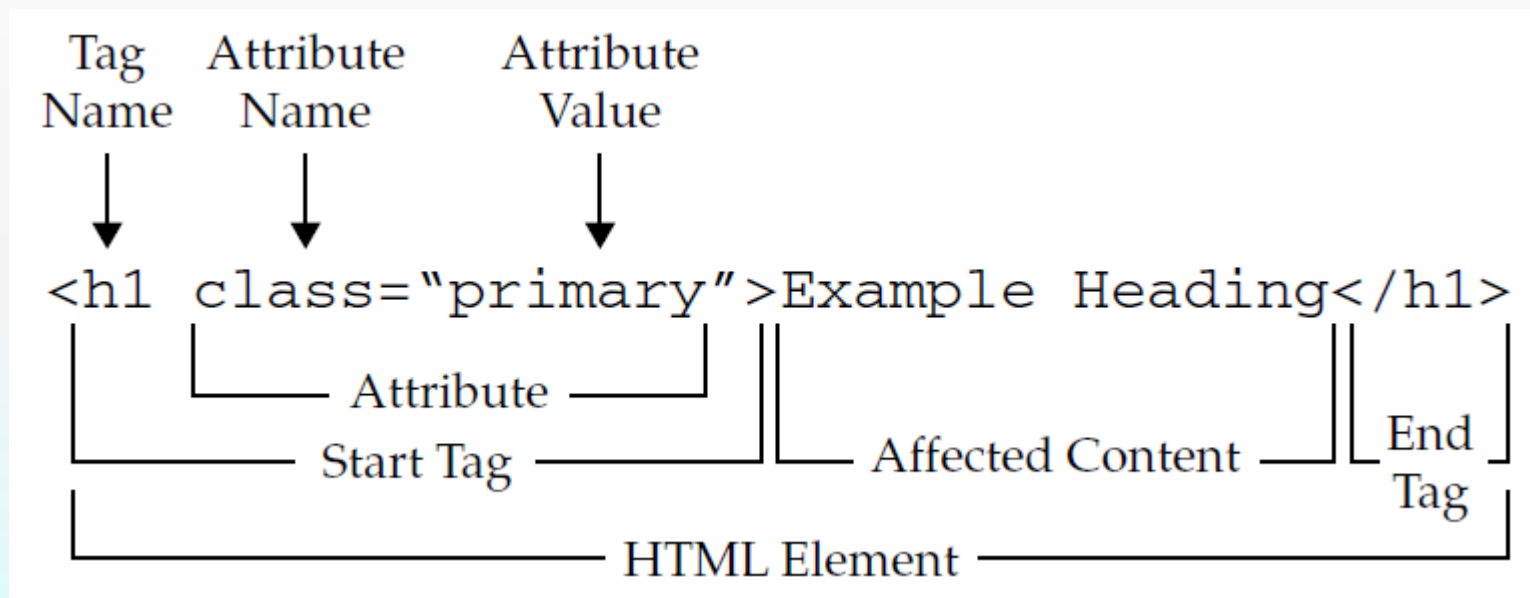 Tag Attribute Attribute
Name Name Value
<h1 class=“primary”>Example Heading</h1>
Attribute
Start Tag Affected Content End
Tag
HTML Element